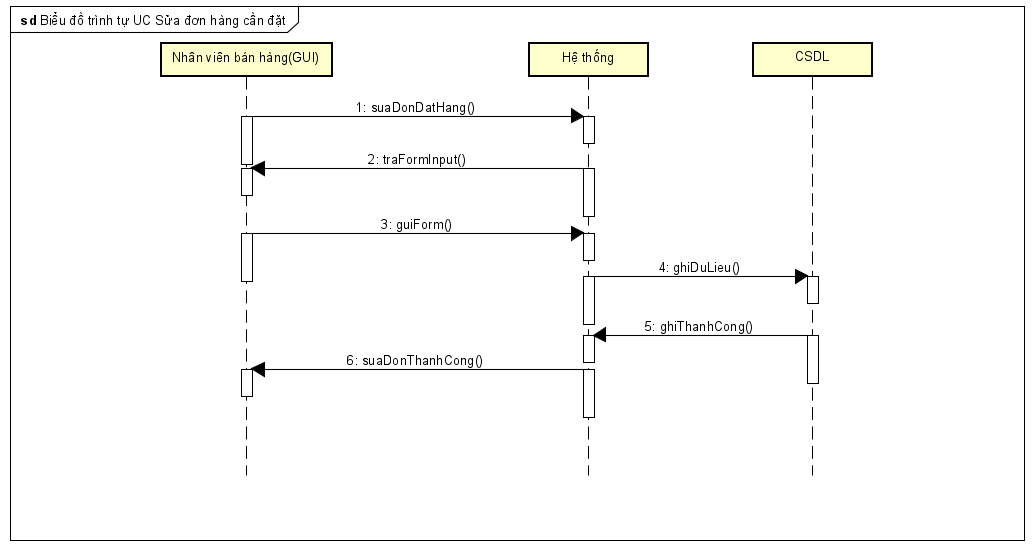 sd Biểu đồ trình tự UC Sửa đơn hàng cần đặt
Nhân viên bán hàng(GUI)
Hệ thống
CSDL
1: suaDonDatHang()
2: traFormInput()
3: guiForm()
4: ghiDuLieu()
5: ghiThanhCong()
6: suaDonThanhCong()